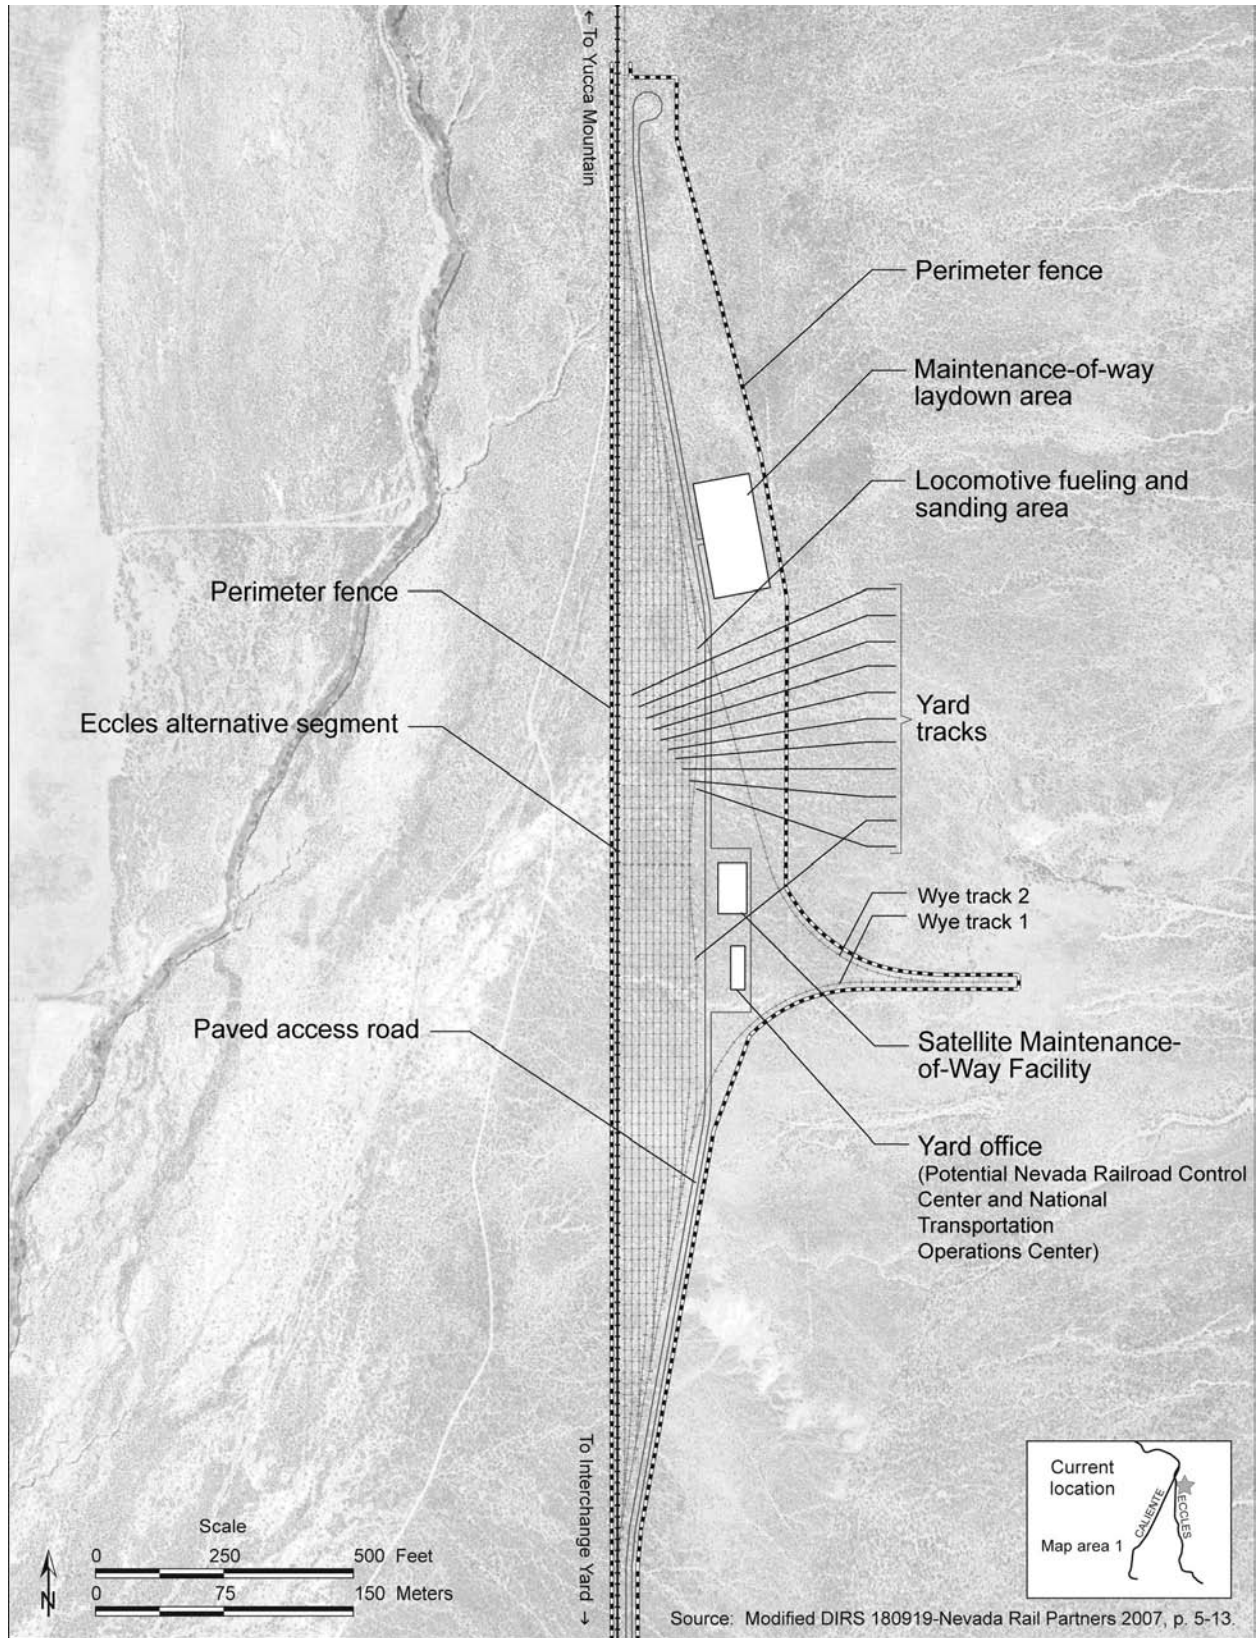 ← To Yucca Mountain
Perimeter fence
Maintenance-of-way
laydown area
Locomotive fueling and
sanding area
Perimeter fence
Eccles alternative segment
Yard
tracks
Wye track 2
Wye track 1
Paved access road
Satellite Maintenance-
of-Way Facility
Yard office
(Potential Nevada Railroad Control
Center and National
Transportation
Operations Center)
To Interchange Yard →
Scale
0 250 500 Feet
0 75 150 Meters
N
Current
location
Map area 1
CALIENTE
ECCLES
Source: Modified DIRS 180919-Nevada Rail Partners 2007, p. 5-13.